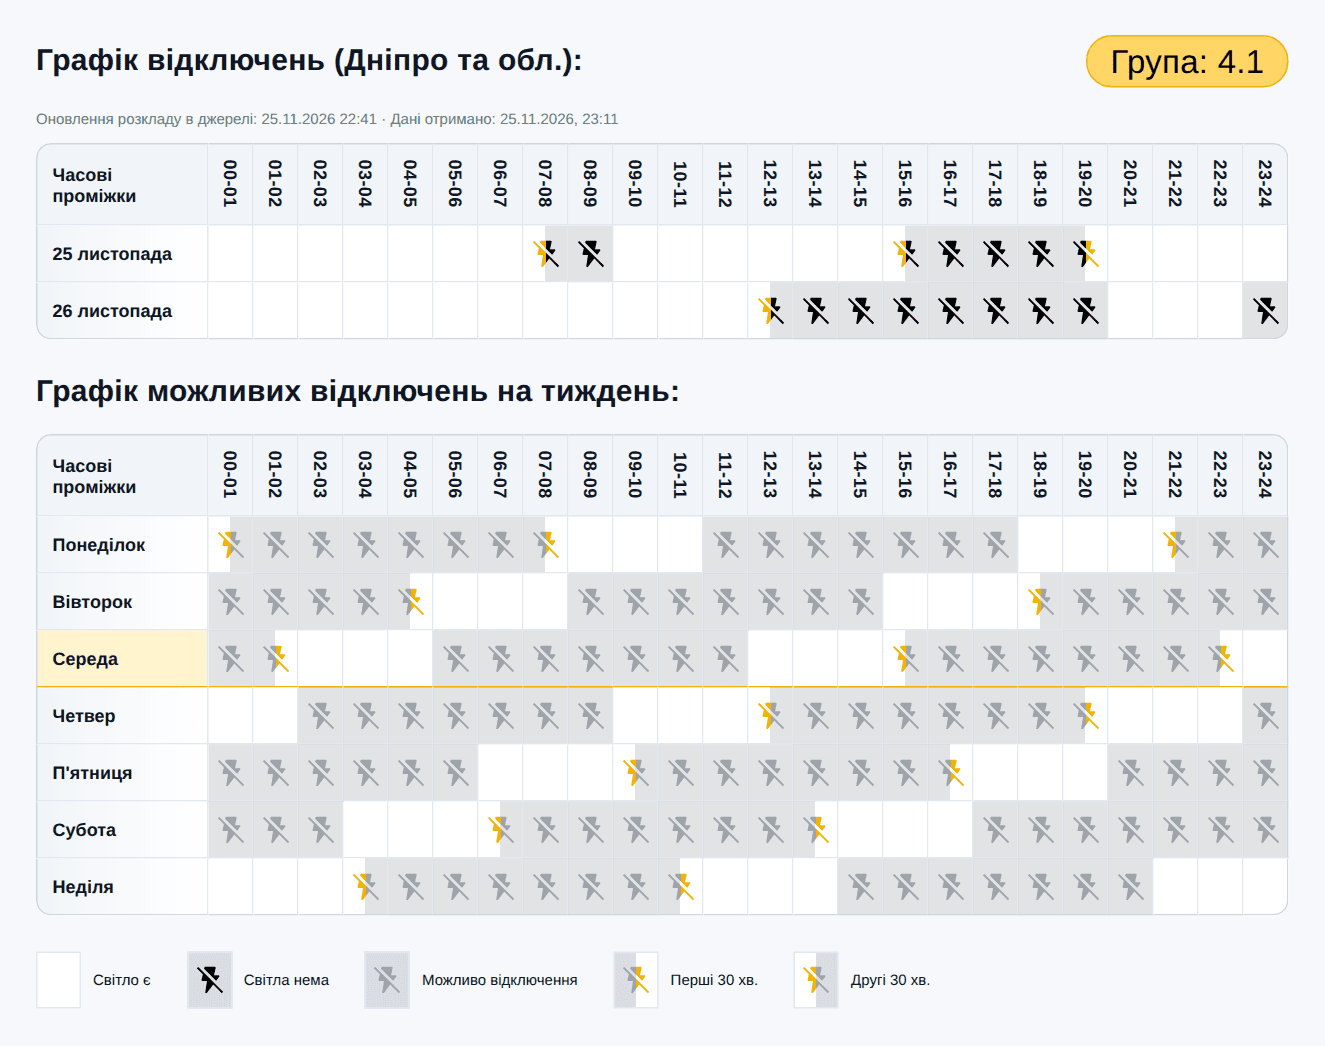 Графік відключень (Дніпро та обл.):
Група: 4.1
Оновлення розкладу в джерелі: 25.11.2026 22:41 · Дані отримано: 25.11.2026, 23:11
Часові
проміжки
00-01 01-02 02-03 03-04 04-05 05-06 06-07 07-08 08-09 09-10 10-11 11-12 12-13 13-14 14-15 15-16 16-17 17-18 18-19 19-20 20-21 21-22 22-23 23-24
25 листопада
26 листопада
Графік можливих відключень на тиждень:
Часові
проміжки
00-01 01-02 02-03 03-04 04-05 05-06 06-07 07-08 08-09 09-10 10-11 11-12 12-13 13-14 14-15 15-16 16-17 17-18 18-19 19-20 20-21 21-22 22-23 23-24
Понеділок
Вівторок
Середа
Четвер
П'ятниця
Субота
Неділя
Світло є
Світла нема
Можливо відключення
Перші 30 хв.
Другі 30 хв.